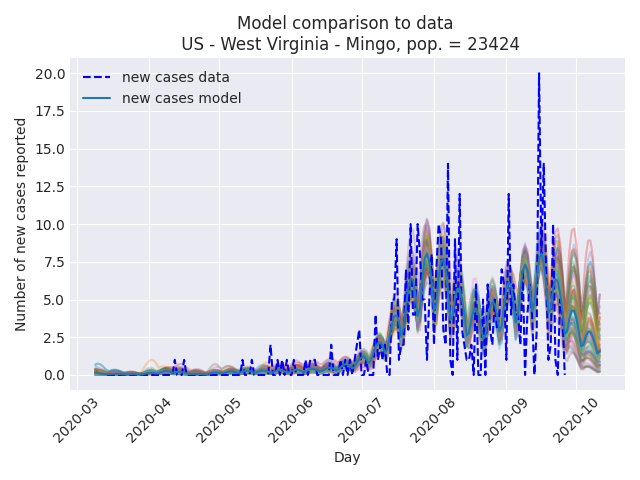 Model comparison to data
US - West Virginia - Mingo, pop. = 23424
new cases data
new cases model
Number of new cases reported
20.0
17.5
15.0
12.5
10.0
7.5
5.0
2.5
0.0
2020-03
2020-04
2020-05
2020-06
2020-07
2020-08
2020-09
2020-10
Day